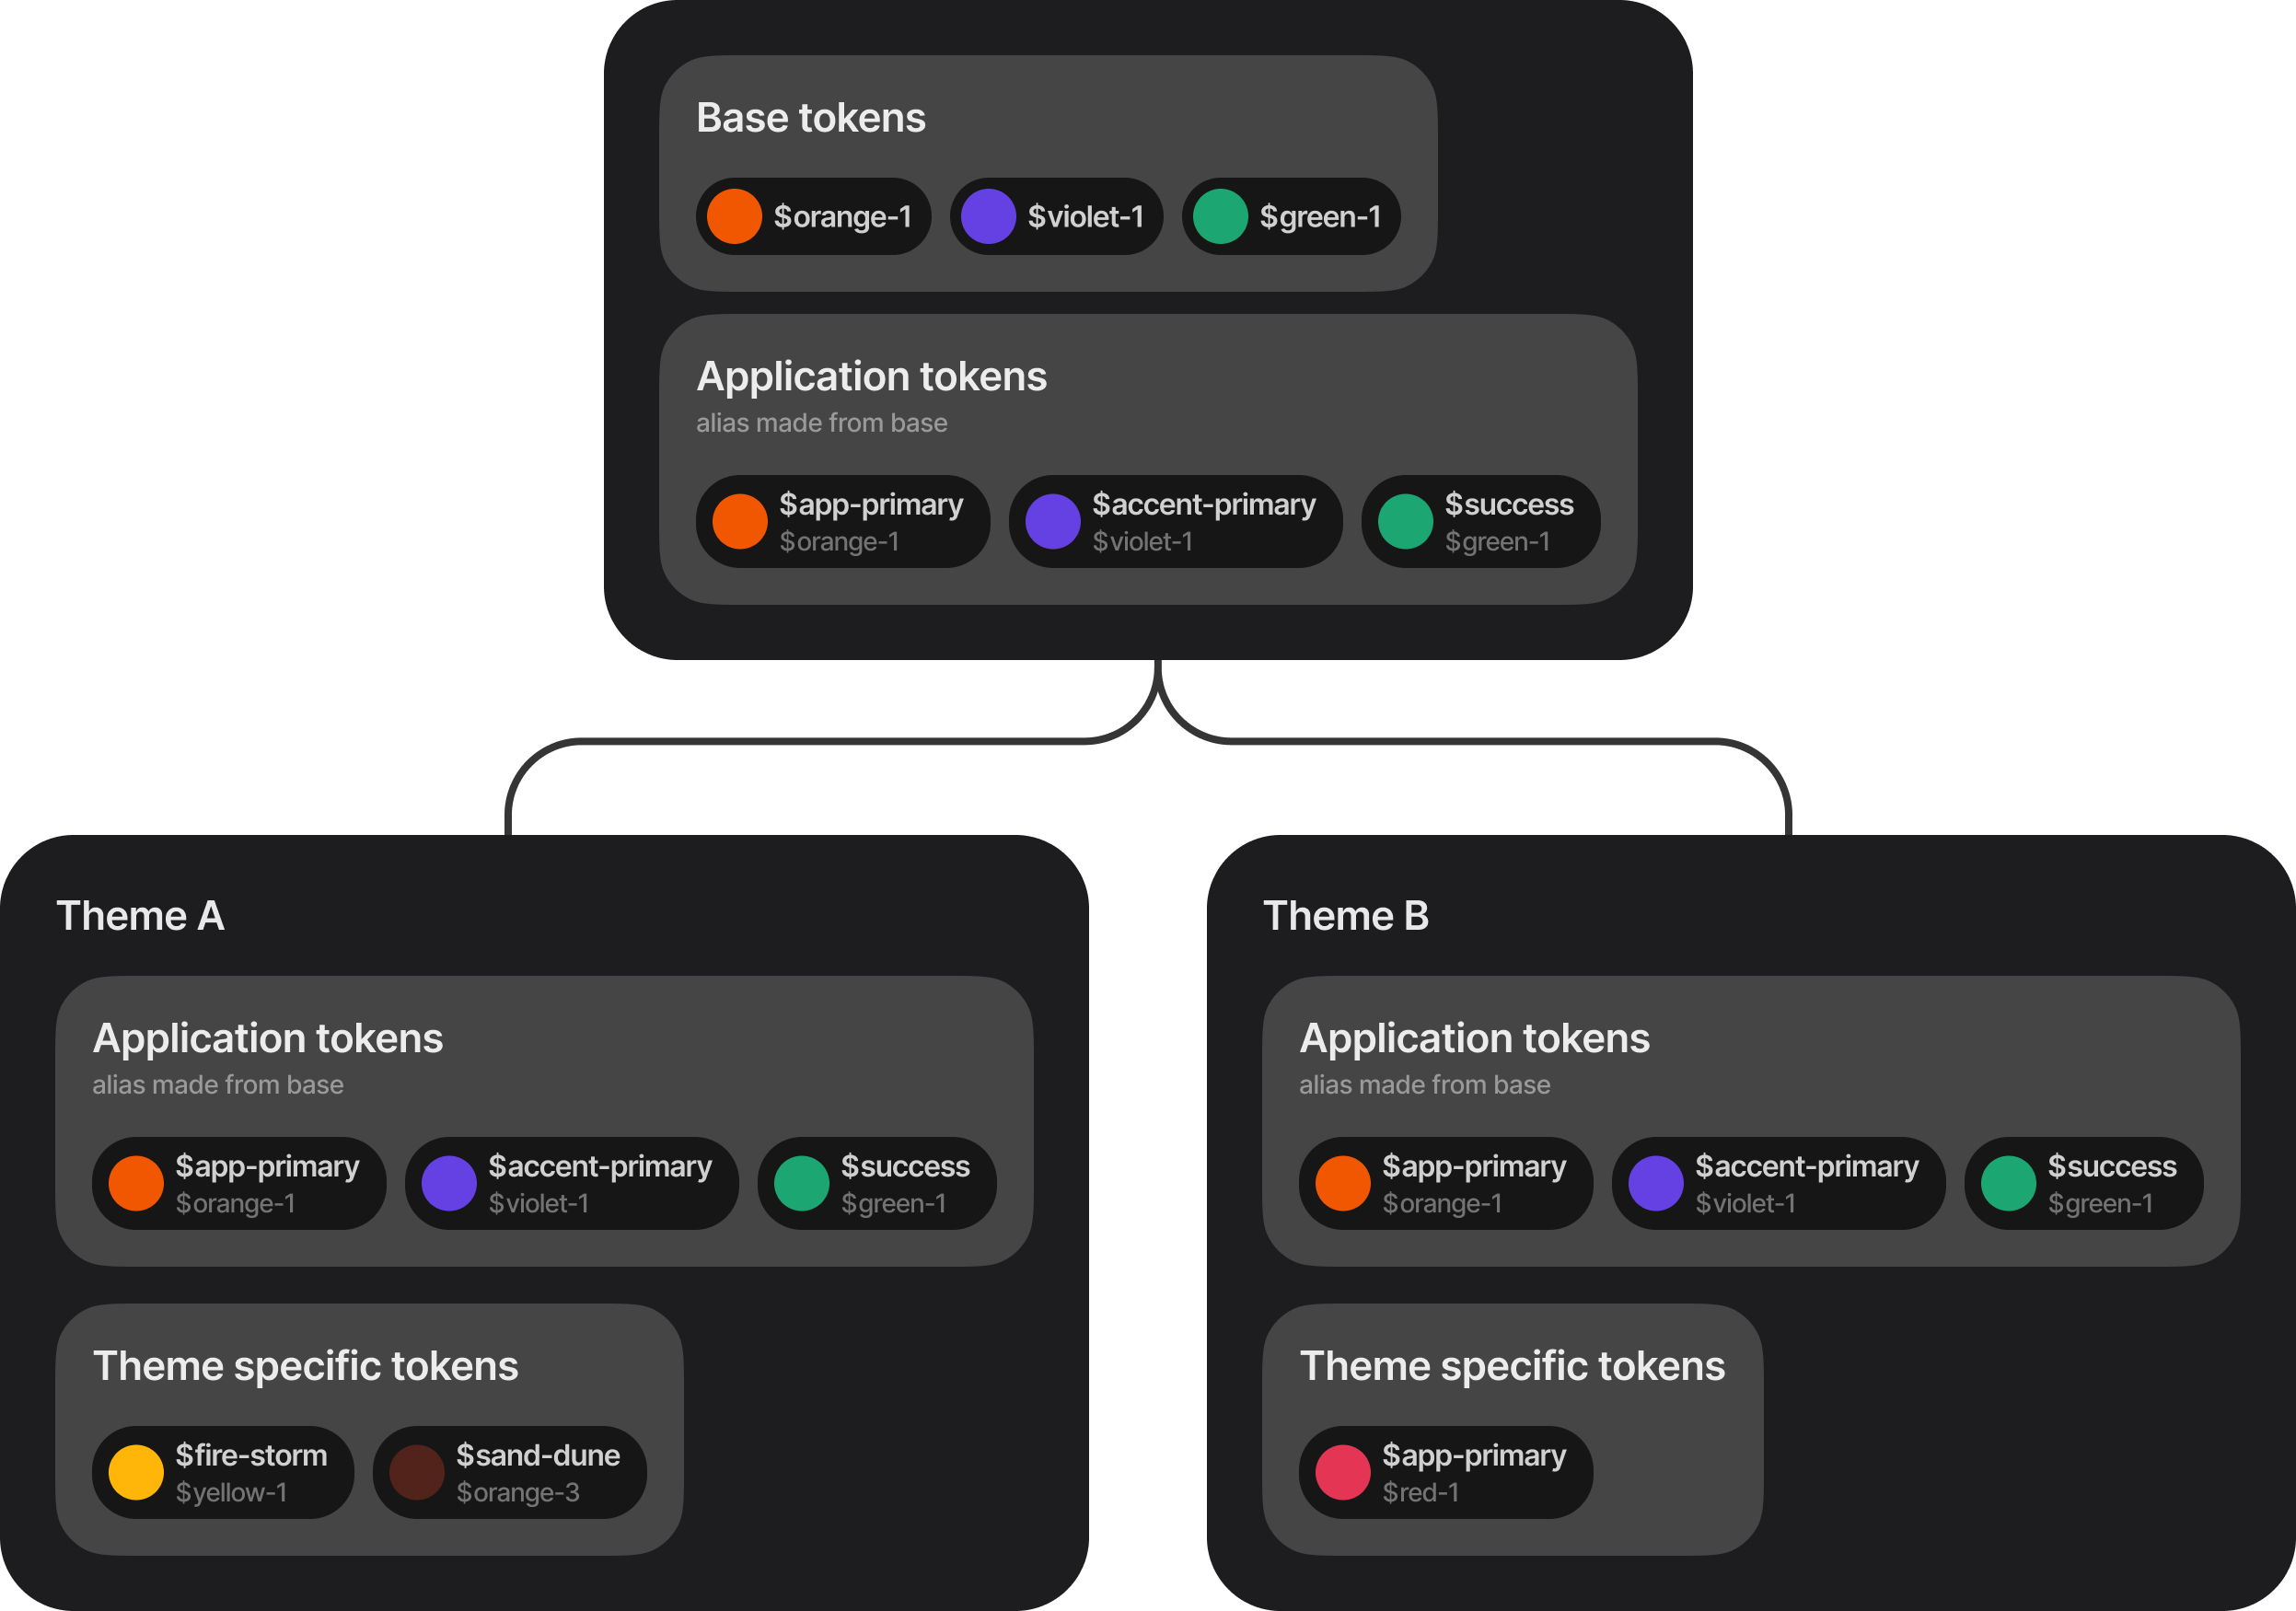 Base tokens
$orange-1
$violet-1
$green-1
Application tokens
alias made from base
$app-primary
$orange-1
$accent-primary
$violet-1
$success
$green-1
Theme A
Application tokens
alias made from base
$app-primary
$orange-1
$accent-primary
$violet-1
$success
$green-1
Theme specific tokens
$fire-storm
$yellow-1
$sand-dune
$orange-3
Theme B
Application tokens
alias made from base
$app-primary
$orange-1
$accent-primary
$violet-1
$success
$green-1
Theme specific tokens
$app-primary
$red-1